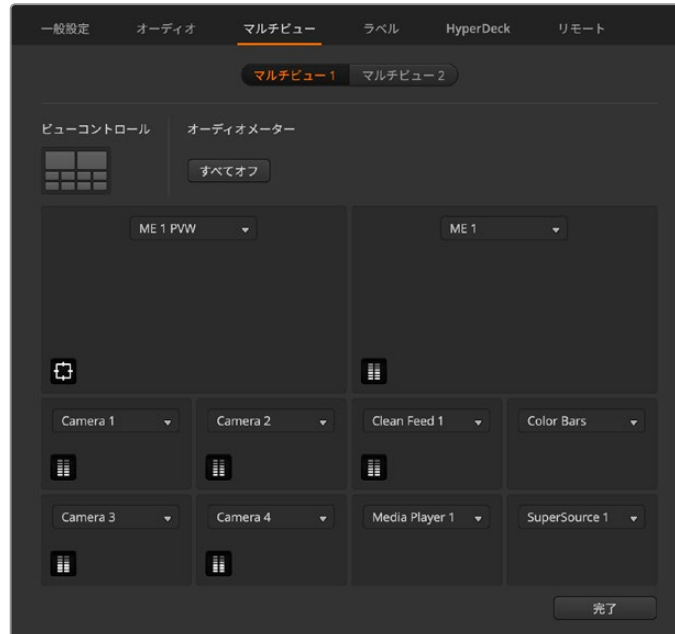 一般設定 オーディオ マルチビュー ラベル HyperDeck リモート
マルチビュー 1 マルチビュー 2
ビューコントロール オーディオメーター
すべてオフ
ME 1 PVW ME 1
Camera 1 Camera 2 Clean Feed 1 Color Bars
Camera 3 Camera 4 Media Player 1 SuperSource 1
完了